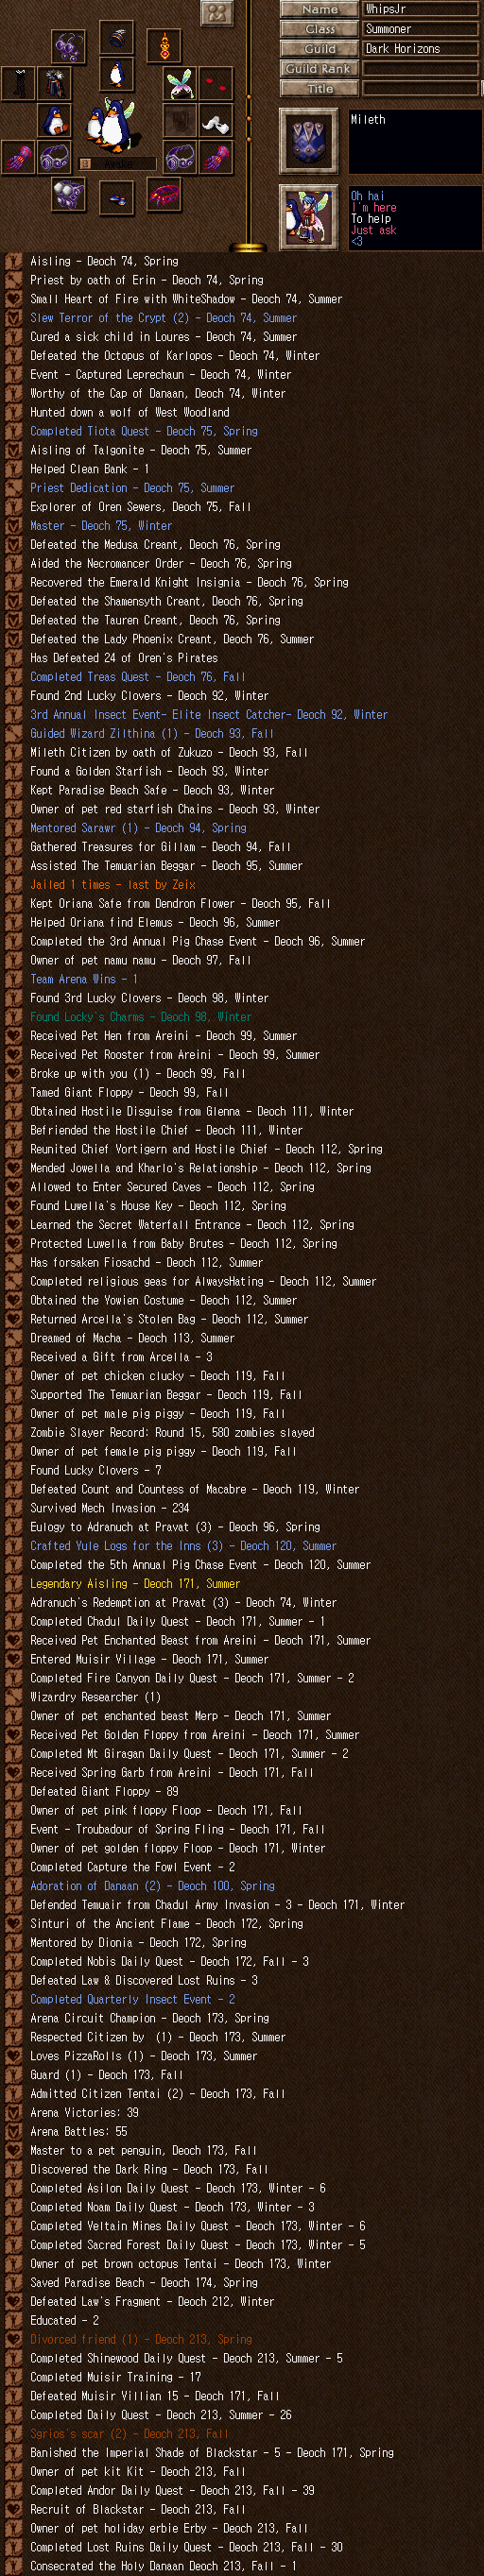 Name
WhipsJr
Class
Summoner
Guild
Dark Horizons
Guild Rank
Title
Mileth
Awake
Oh hai
I'm here
To help
Just ask
<3
Aisling - Deoch 74, Spring
Priest by oath of Erin - Deoch 74, Spring
Small Heart of Fire with WhiteShadow - Deoch 74, Summer
Slew Terror of the Crypt (2) - Deoch 74, Summer
Cured a sick child in Loures - Deoch 74, Summer
Defeated the Octopus of Karlopos - Deoch 74, Winter
Event - Captured Leprechaun - Deoch 74, Winter
Worthy of the Cap of Danaan, Deoch 74, Winter
Hunted down a wolf of West Woodland
Completed Tiota Quest - Deoch 75, Spring
Aisling of Talgonite - Deoch 75, Summer
Helped Clean Bank - 1
Priest Dedication - Deoch 75, Summer
Explorer of Oren Sewers, Deoch 75, Fall
Master - Deoch 75, Winter
Defeated the Medusa Creant, Deoch 76, Spring
Aided the Necromancer Order - Deoch 76, Spring
Recovered the Emerald Knight Insignia - Deoch 76, Spring
Defeated the Shamensyth Creant, Deoch 76, Spring
Defeated the Tauren Creant, Deoch 76, Spring
Defeated the Lady Phoenix Creant, Deoch 76, Summer
Has Defeated 24 of Oren's Pirates
Completed Treas Quest - Deoch 76, Fall
Found 2nd Lucky Clovers - Deoch 92, Winter
3rd Annual Insect Event- Elite Insect Catcher- Deoch 92, Winter
Guided Wizard Zilthina (1) - Deoch 93, Fall
Mileth Citizen by oath of Zukuzo - Deoch 93, Fall
Found a Golden Starfish - Deoch 93, Winter
Kept Paradise Beach Safe - Deoch 93, Winter
Owner of pet red starfish Chains - Deoch 93, Winter
Mentored Sarawr (1) - Deoch 94, Spring
Gathered Treasures for Gillam - Deoch 94, Fall
Assisted The Temuarian Beggar - Deoch 95, Summer
Jailed 1 times - last by Zeix
Kept Oriana Safe from Dendron Flower - Deoch 95, Fall
Helped Oriana find Elemus - Deoch 96, Summer
Completed the 3rd Annual Pig Chase Event - Deoch 96, Summer
Owner of pet namu namu - Deoch 97, Fall
Team Arena Wins - 1
Found 3rd Lucky Clovers - Deoch 98, Winter
Found Locky's Charms - Deoch 98, Winter
Received Pet Hen from Areini - Deoch 99, Summer
Received Pet Rooster from Areini - Deoch 99, Summer
Broke up with you (1) - Deoch 99, Fall
Tamed Giant Floppy - Deoch 99, Fall
Obtained Hostile Disguise from Glenna - Deoch 111, Winter
Befriended the Hostile Chief - Deoch 111, Winter
Reunited Chief Vortigern and Hostile Chief - Deoch 112, Spring
Mended Jowella and Kharlo's Relationship - Deoch 112, Spring
Allowed to Enter Secured Caves - Deoch 112, Spring
Found Luwella's House Key - Deoch 112, Spring
Learned the Secret Waterfall Entrance - Deoch 112, Spring
Protected Luwella from Baby Brutes - Deoch 112, Spring
Has forsaken Fiosachd - Deoch 112, Summer
Completed religious geas for AlwaysHating - Deoch 112, Summer
Obtained the Yowien Costume - Deoch 112, Summer
Returned Arcella's Stolen Bag - Deoch 112, Summer
Dreamed of Macha - Deoch 113, Summer
Received a Gift from Arcella - 3
Owner of pet chicken clucky - Deoch 119, Fall
Supported The Temuarian Beggar - Deoch 119, Fall
Owner of pet male pig piggy - Deoch 119, Fall
Zombie Slayer Record: Round 15, 580 zombies slayed
Owner of pet female pig piggy - Deoch 119, Fall
Found Lucky Clovers - 7
Defeated Count and Countess of Macabre - Deoch 119, Winter
Survived Mech Invasion - 234
Eulogy to Adranuch at Pravat (3) - Deoch 96, Spring
Crafted Yule Logs for the Inns (3) - Deoch 120, Summer
Completed the 5th Annual Pig Chase Event - Deoch 120, Summer
Legendary Aisling - Deoch 171, Summer
Adranuch's Redemption at Pravat (3) - Deoch 74, Winter
Completed Chadul Daily Quest - Deoch 171, Summer - 1
Received Pet Enchanted Beast from Areini - Deoch 171, Summer
Entered Muisir Village - Deoch 171, Summer
Completed Fire Canyon Daily Quest - Deoch 171, Summer - 2
Wizardry Researcher (1)
Owner of pet enchanted beast Merp - Deoch 171, Summer
Received Pet Golden Floppy from Areini - Deoch 171, Summer
Completed Mt Giragan Daily Quest - Deoch 171, Summer - 2
Received Spring Garb from Areini - Deoch 171, Fall
Defeated Giant Floppy - 89
Owner of pet pink floppy Floop - Deoch 171, Fall
Event - Troubadour of Spring Fling - Deoch 171, Fall
Owner of pet golden floppy Floop - Deoch 171, Winter
Completed Capture the Fowl Event - 2
Adoration of Danaan (2) - Deoch 100, Spring
Defended Temuair from Chadul Army Invasion - 3 - Deoch 171, Winter
Sinturi of the Ancient Flame - Deoch 172, Spring
Mentored by Dionia - Deoch 172, Spring
Completed Nobis Daily Quest - Deoch 172, Fall - 3
Defeated Law & Discovered Lost Ruins - 3
Completed Quarterly Insect Event - 2
Arena Circuit Champion - Deoch 173, Spring
Respected Citizen by  (1) - Deoch 173, Summer
Loves PizzaRolls (1) - Deoch 173, Summer
Guard (1) - Deoch 173, Fall
Admitted Citizen Tentai (2) - Deoch 173, Fall
Arena Victories: 39
Arena Battles: 55
Master to a pet penguin, Deoch 173, Fall
Discovered the Dark Ring - Deoch 173, Fall
Completed Asilon Daily Quest - Deoch 173, Winter - 6
Completed Noam Daily Quest - Deoch 173, Winter - 3
Completed Veltain Mines Daily Quest - Deoch 173, Winter - 6
Completed Sacred Forest Daily Quest - Deoch 173, Winter - 5
Owner of pet brown octopus Tentai - Deoch 173, Winter
Saved Paradise Beach - Deoch 174, Spring
Defeated Law's Fragment - Deoch 212, Winter
Educated - 2
Divorced friend (1) - Deoch 213, Spring
Completed Shinewood Daily Quest - Deoch 213, Summer - 5
Completed Muisir Training - 17
Defeated Muisir Villian 15 - Deoch 171, Fall
Completed Daily Quest - Deoch 213, Summer - 26
Sgrios's scar (2) - Deoch 213, Fall
Banished the Imperial Shade of Blackstar - 5 - Deoch 171, Spring
Owner of pet kit Kit - Deoch 213, Fall
Completed Andor Daily Quest - Deoch 213, Fall - 39
Recruit of Blackstar - Deoch 213, Fall
Owner of pet holiday erbie Erby - Deoch 213, Fall
Completed Lost Ruins Daily Quest - Deoch 213, Fall - 30
Consecrated the Holy Danaan Deoch 213, Fall - 1